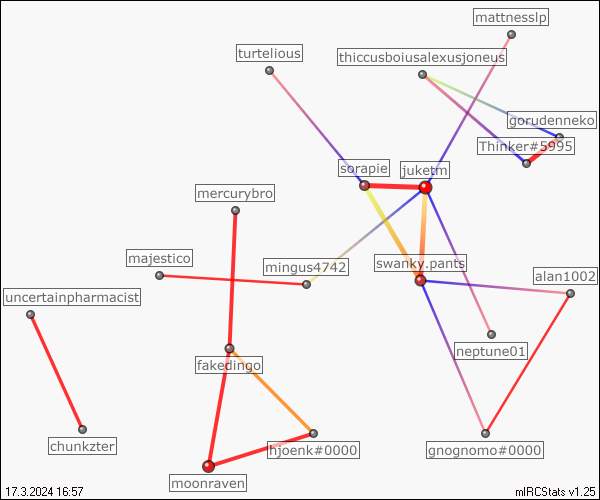 mattnesslp
turtelious
thiccusboiusalexusjoneus
gorudenneko
Thinker#5995
sorapie
juketm
mercurybro
majestico
mingus4742
swanky.pants
alan1002
uncertainpharmacist
neptune01
fakedingo
chunkzter
hjoenk#0000
gnognomo#0000
moonraven
17.3.2024 16:57
mIRCStats v1.25